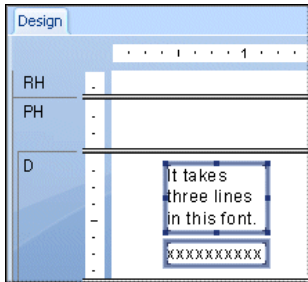 Design
1
RH
PH
D
It takes
three lines
in this font.
xxxxxxxxxx